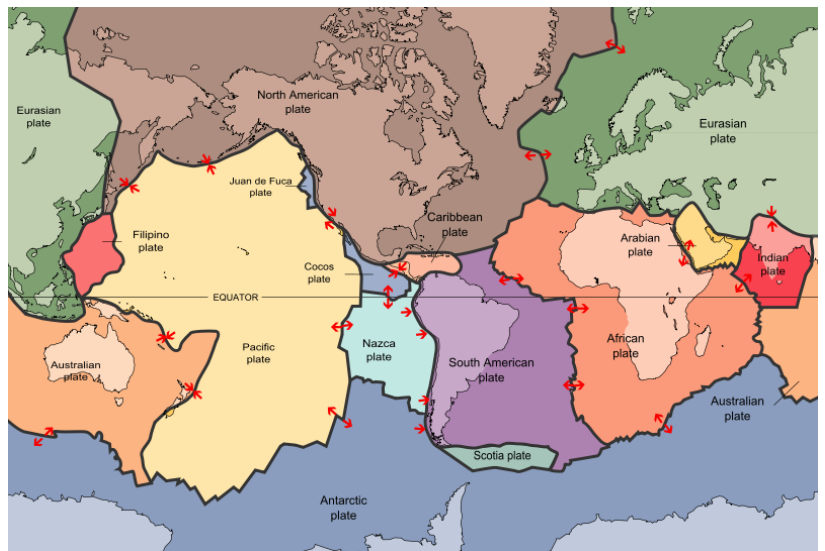 North American
plate
Eurasian
plate
Eurasian
plate
Juan de Fuca
plate
Caribbean
plate
Filipino
plate
Arabian
plate
Indian
plate
Cocos
plate
EQUATOR
Pacific
plate
Nazca
plate
South American
plate
African
plate
Australian
plate
Australian
plate
Scotia plate
Antarctic
plate